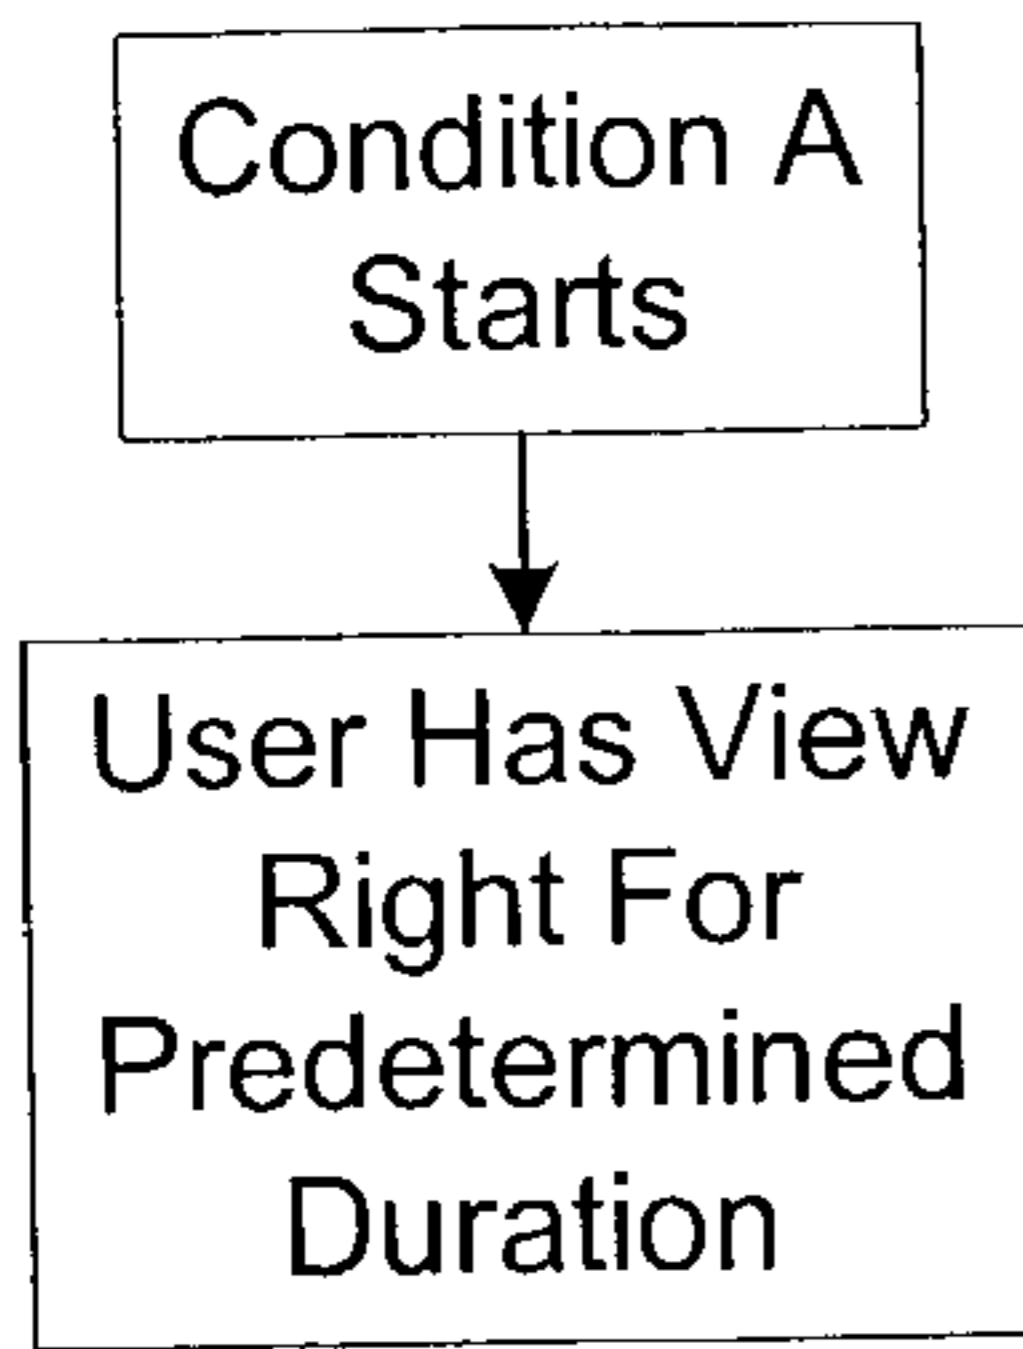 Condition A
Starts
User Has View
Right For
Predetermined
Duration